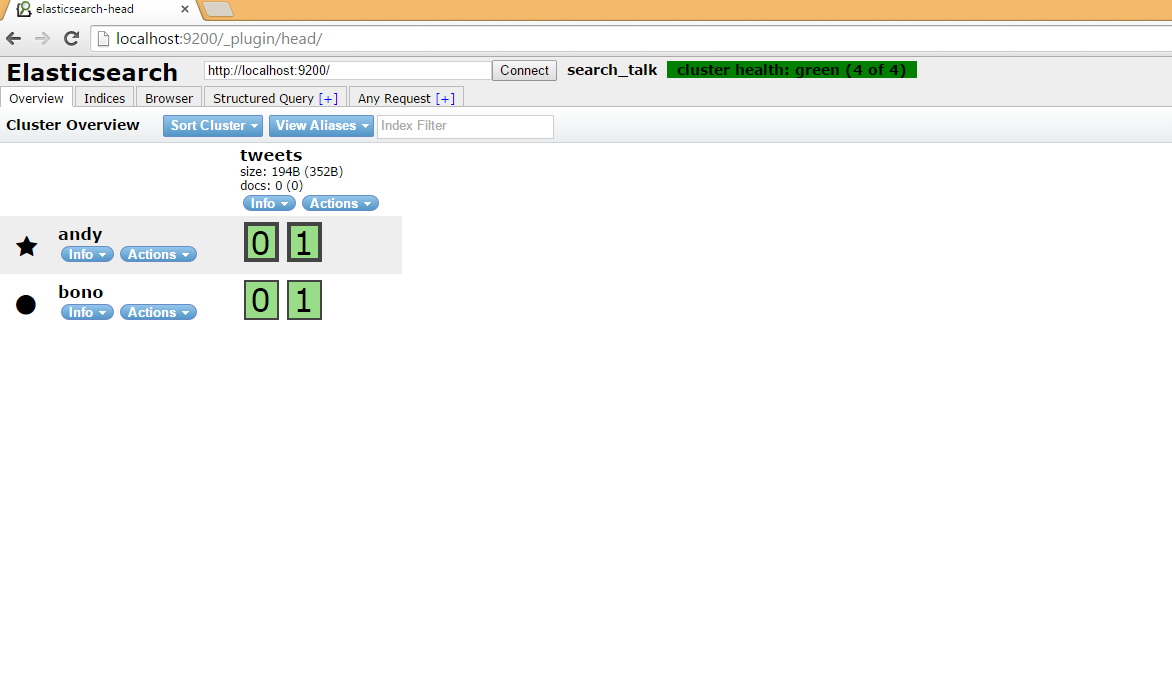 elasticsearch-head
localhost:9200/_plugin/head/
Elasticsearch http://localhost:9200/ Connect search_talk cluster health: green (4 of 4)
Overview Indices Browser Structured Query [+] Any Request [+]
Cluster Overview Sort Cluster View Aliases Index Filter
tweets
size: 194B (352B)
docs: 0 (0)
Info Actions
andy
Info Actions
0 1
bono
Info Actions
0 1